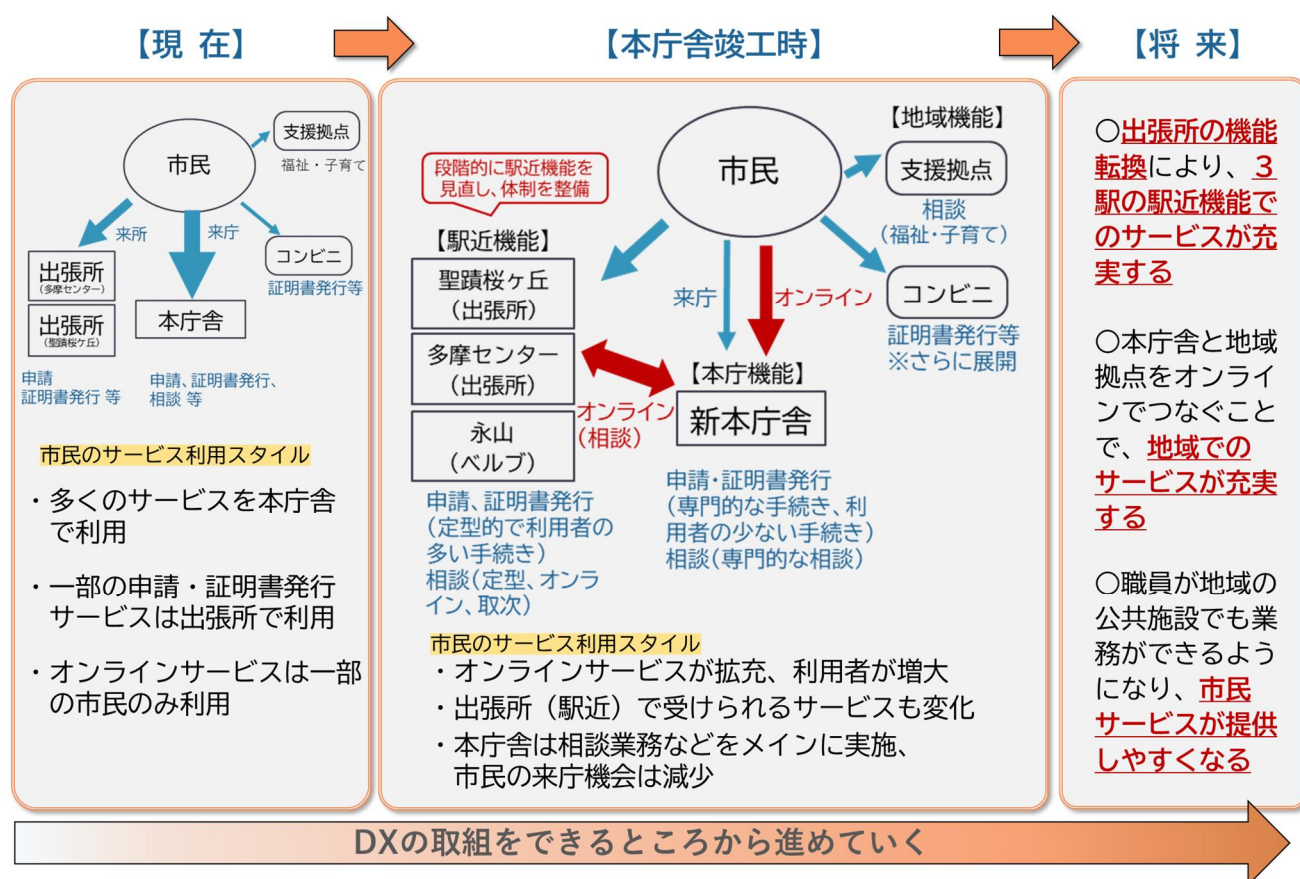 【現 在】
【本庁舎竣工時】
【将 来】
市民
支援拠点
福祉・子育て
来所
来庁
コンビニ
証明書発行等
出張所
(多摩センター)
出張所
(聖蹟桜ケ丘)
本庁舎
申請
証明書発行 等
申請、証明書発行、
相談 等
市民のサービス利用スタイル
・多くのサービスを本庁舎
で利用
・一部の申請・証明書発行
サービスは出張所で利用
・オンラインサービスは一部
の市民のみ利用
段階的に駅近機能を
見直し、体制を整備
【駅近機能】
聖蹟桜ヶ丘
(出張所)
多摩センター
(出張所)
永山
(ベルブ)
申請、証明書発行
(定型的で利用者の
多い手続き)
相談(定型、オンラ
イン、取次)
市民
【地域機能】
支援拠点
相談
(福祉・子育て)
コンビニ
証明書発行等
※さらに展開
来庁
オンライン
オンライン
(相談)
【本庁機能】
新本庁舎
申請・証明書発行
(専門的な手続き、利
用者の少ない手続き)
相談(専門的な相談)
市民のサービス利用スタイル
・オンラインサービスが拡充、利用者が増大
・出張所（駅近）で受けられるサービスも変化
・本庁舎は相談業務などをメインに実施、
市民の来庁機会は減少
○出張所の機能
転換により、３
駅の駅近機能で
のサービスが充
実する
○本庁舎と地域
拠点をオンライ
ンでつなぐこと
で、地域での
サービスが充実
する
○職員が地域の
公共施設でも業
務ができるよう
になり、市民
サービスが提供
しやすくなる
DXの取組をできるところから進めていく